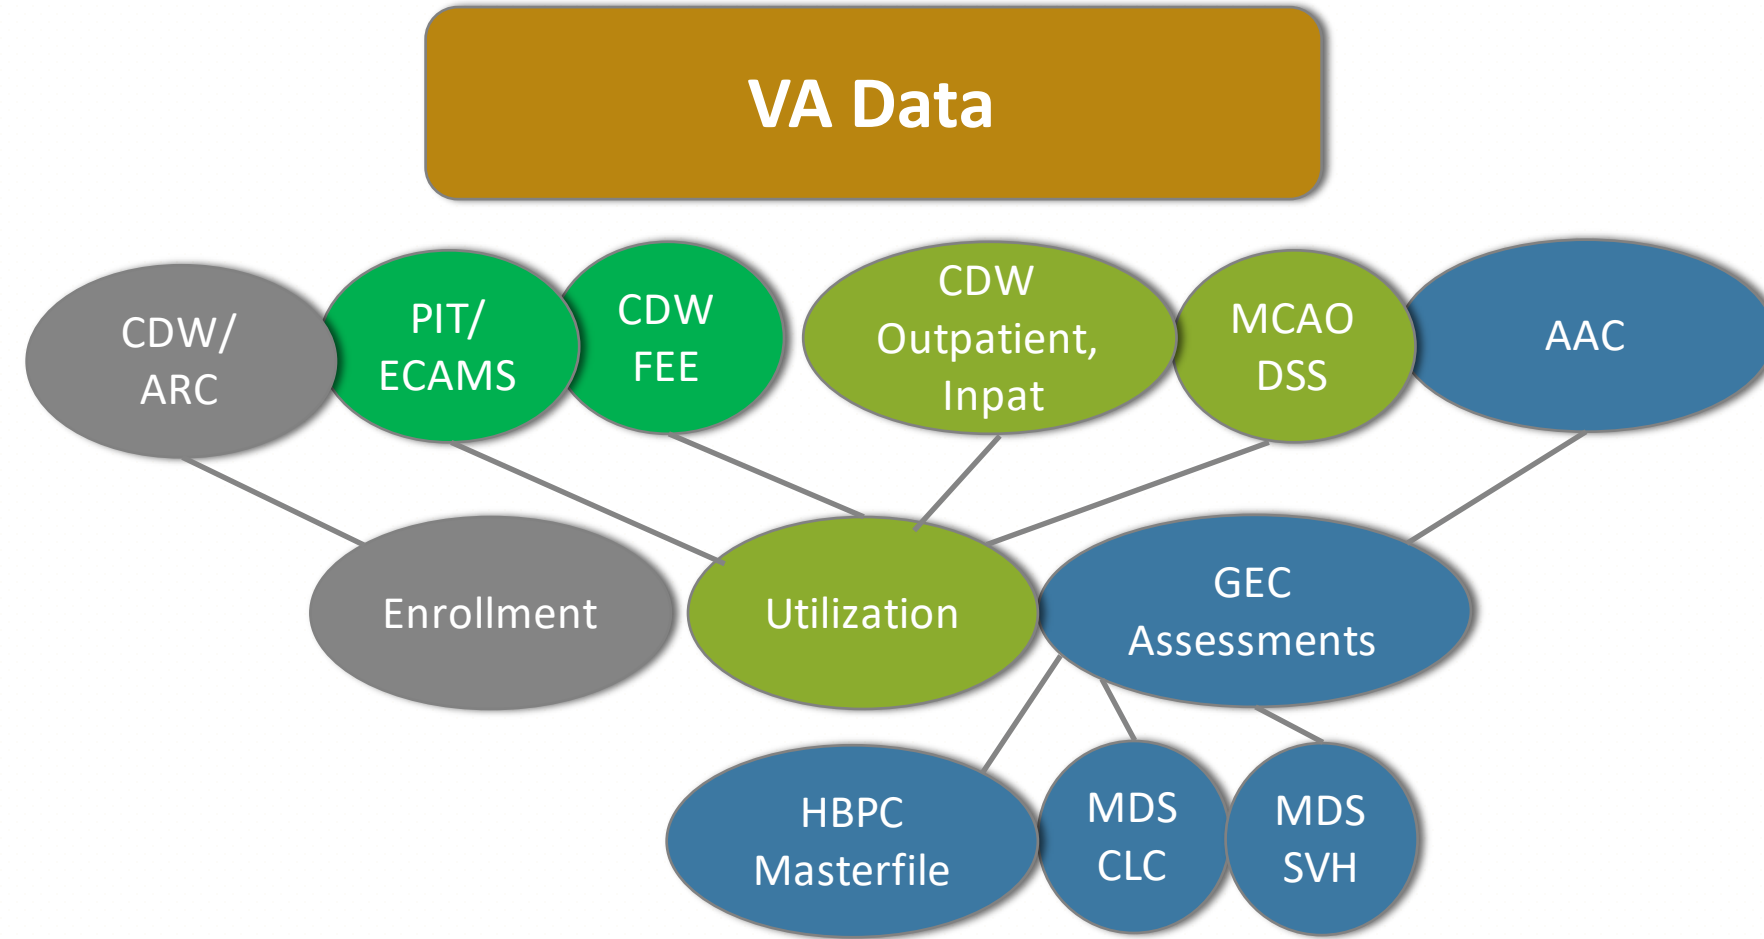 VA Data
CDW/
ARC
PIT/
ECAMS
CDW
FEE
CDW
Outpatient,
Inpat
MCAO
DSS
AAC
Enrollment
Utilization
GEC
Assessments
HBPC
Masterfile
MDS
CLC
MDS
SVH